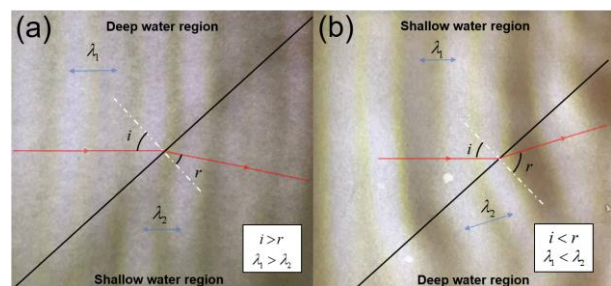 (a)
Deep water region
λ₁
i
r
λ₂
i > r
λ₁ > λ₂
Shallow water region
(b)
Shallow water region
λ₁
i
r
λ₂
i < r
λ₁ < λ₂
Deep water region